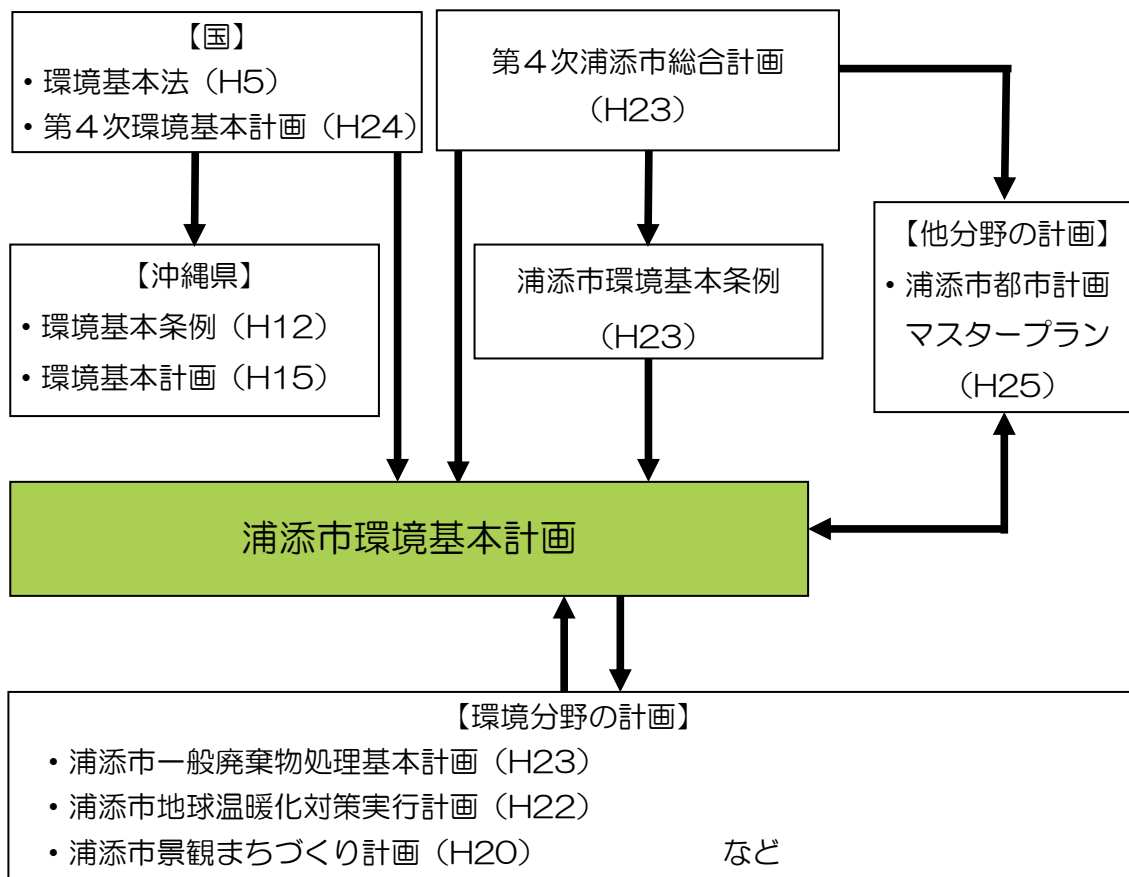 【国】
・環境基本法（H5）
・第４次環境基本計画（H24）
第４次浦添市総合計画
（H23）
【沖縄県】
・環境基本条例（H12）
・環境基本計画（H15）
浦添市環境基本条例
（H23）
【他分野の計画】
・浦添市都市計画
マスタープラン
（H25）
浦添市環境基本計画
【環境分野の計画】
・浦添市一般廃棄物処理基本計画（H23）
・浦添市地球温暖化対策実行計画（H22）
・浦添市景観まちづくり計画（H20）　　　　　　など